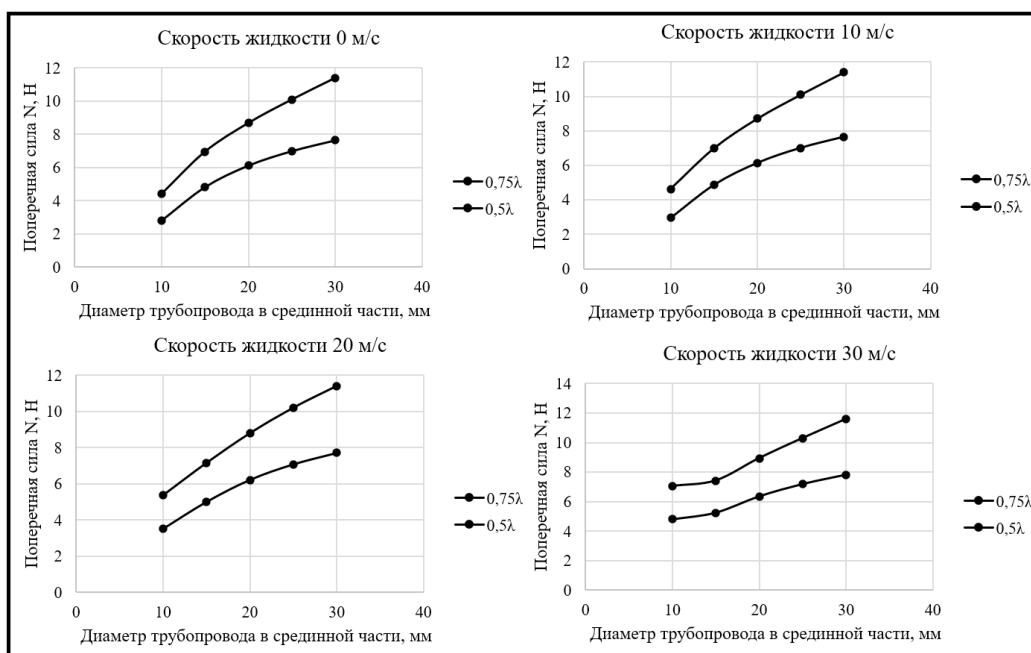 Скорость жидкости 0 м/с
Поперечная сила N, Н
12
10
8
6
4
2
0
0
10
20
30
40
Диаметр трубопровода в срединной части, мм
0,75λ
0,5λ
Скорость жидкости 10 м/с
Поперечная сила N, Н
12
10
8
6
4
2
0
0
10
20
30
40
Диаметр трубопровода в срединной части, мм
0,75λ
0,5λ
Скорость жидкости 20 м/с
Поперечная сила N, Н
12
10
8
6
4
2
0
0
10
20
30
40
Диаметр трубопровода в срединной части, мм
0,75λ
0,5λ
Скорость жидкости 30 м/с
Поперечная сила N, Н
14
12
10
8
6
4
2
0
0
10
20
30
40
Диаметр трубопровода в срединной части, мм
0,75λ
0,5λ